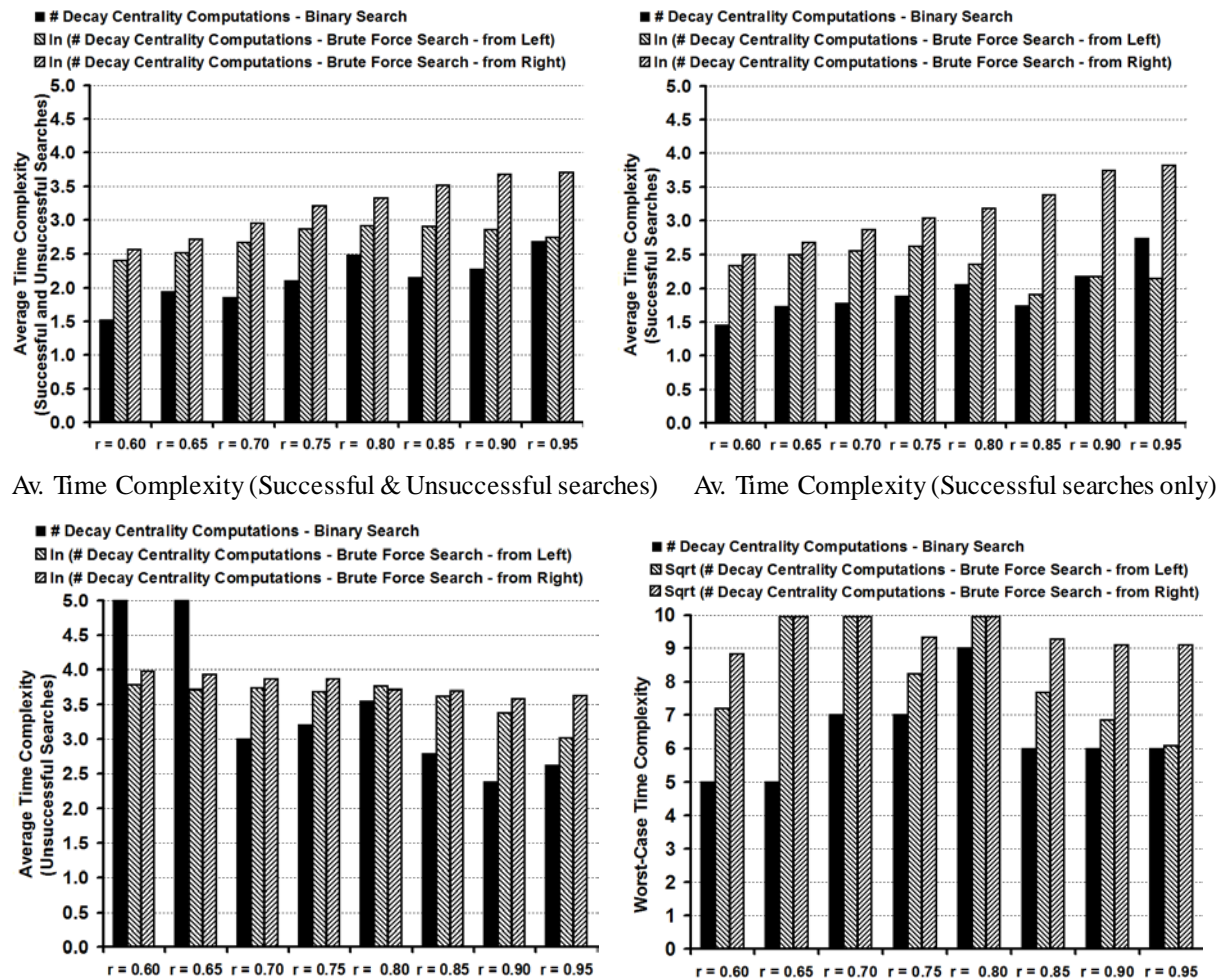 # Decay Centrality Computations - Binary Search
ln (# Decay Centrality Computations - Brute Force Search - from Left)
ln (# Decay Centrality Computations - Brute Force Search - from Right)
Average Time Complexity
(Successful and Unsuccessful Searches)
5.0
4.5
4.0
3.5
3.0
2.5
2.0
1.5
1.0
0.5
0.0
r = 0.60 r = 0.65 r = 0.70 r = 0.75 r = 0.80 r = 0.85 r = 0.90 r = 0.95
Av. Time Complexity (Successful & Unsuccessful searches)
# Decay Centrality Computations - Binary Search
ln (# Decay Centrality Computations - Brute Force Search - from Left)
ln (# Decay Centrality Computations - Brute Force Search - from Right)
Average Time Complexity
(Successful Searches)
5.0
4.5
4.0
3.5
3.0
2.5
2.0
1.5
1.0
0.5
0.0
r = 0.60 r = 0.65 r = 0.70 r = 0.75 r = 0.80 r = 0.85 r = 0.90 r = 0.95
Av. Time Complexity (Successful searches only)
# Decay Centrality Computations - Binary Search
ln (# Decay Centrality Computations - Brute Force Search - from Left)
ln (# Decay Centrality Computations - Brute Force Search - from Right)
Average Time Complexity
(Unsuccessful Searches)
5.0
4.5
4.0
3.5
3.0
2.5
2.0
1.5
1.0
0.5
0.0
r = 0.60 r = 0.65 r = 0.70 r = 0.75 r = 0.80 r = 0.85 r = 0.90 r = 0.95
# Decay Centrality Computations - Binary Search
Sqrt (# Decay Centrality Computations - Brute Force Search - from Left)
Sqrt (# Decay Centrality Computations - Brute Force Search - from Right)
Worst-Case Time Complexity
10
9
8
7
6
5
4
3
2
1
0
r = 0.60 r = 0.65 r = 0.70 r = 0.75 r = 0.80 r = 0.85 r = 0.90 r = 0.95